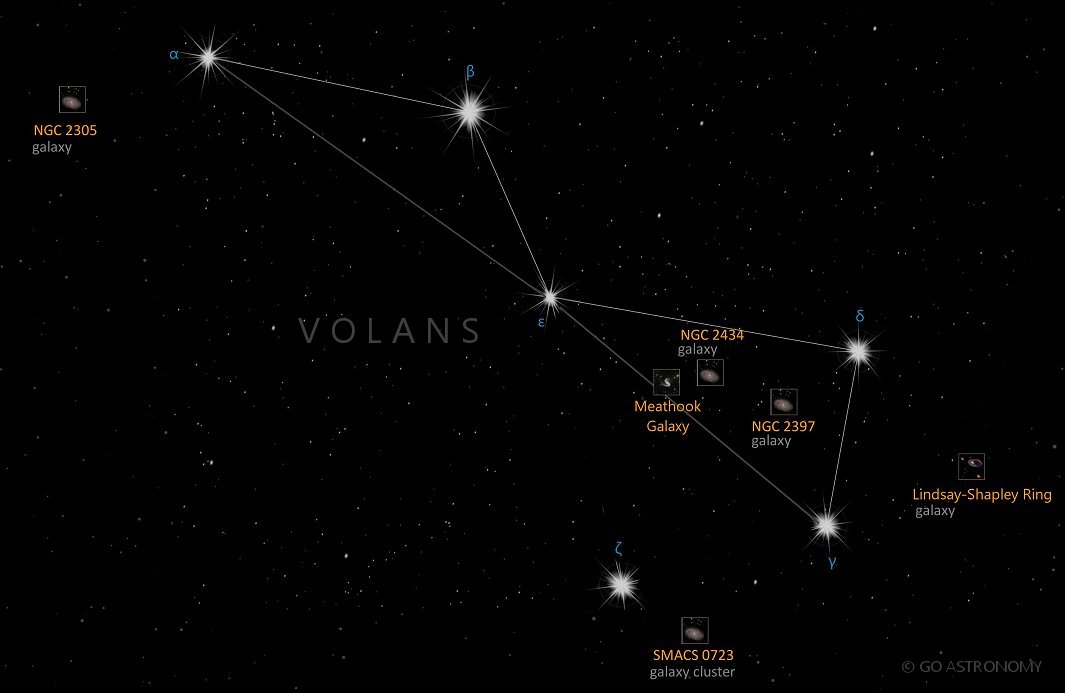 α
β
NGC 2305
galaxy
VOLANS
ε
δ
NGC 2434
galaxy
Meathook
Galaxy
NGC 2397
galaxy
Lindsay-Shapley Ring
galaxy
ζ
γ
SMACS 0723
galaxy cluster
© GO ASTRONOMY